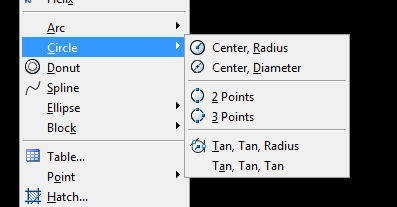 Helix
Arc
Circle
Donut
Spline
Ellipse
Block
Table...
Point
Hatch...
Center, Radius
Center, Diameter
2 Points
3 Points
Tan, Tan, Radius
Tan, Tan, Tan